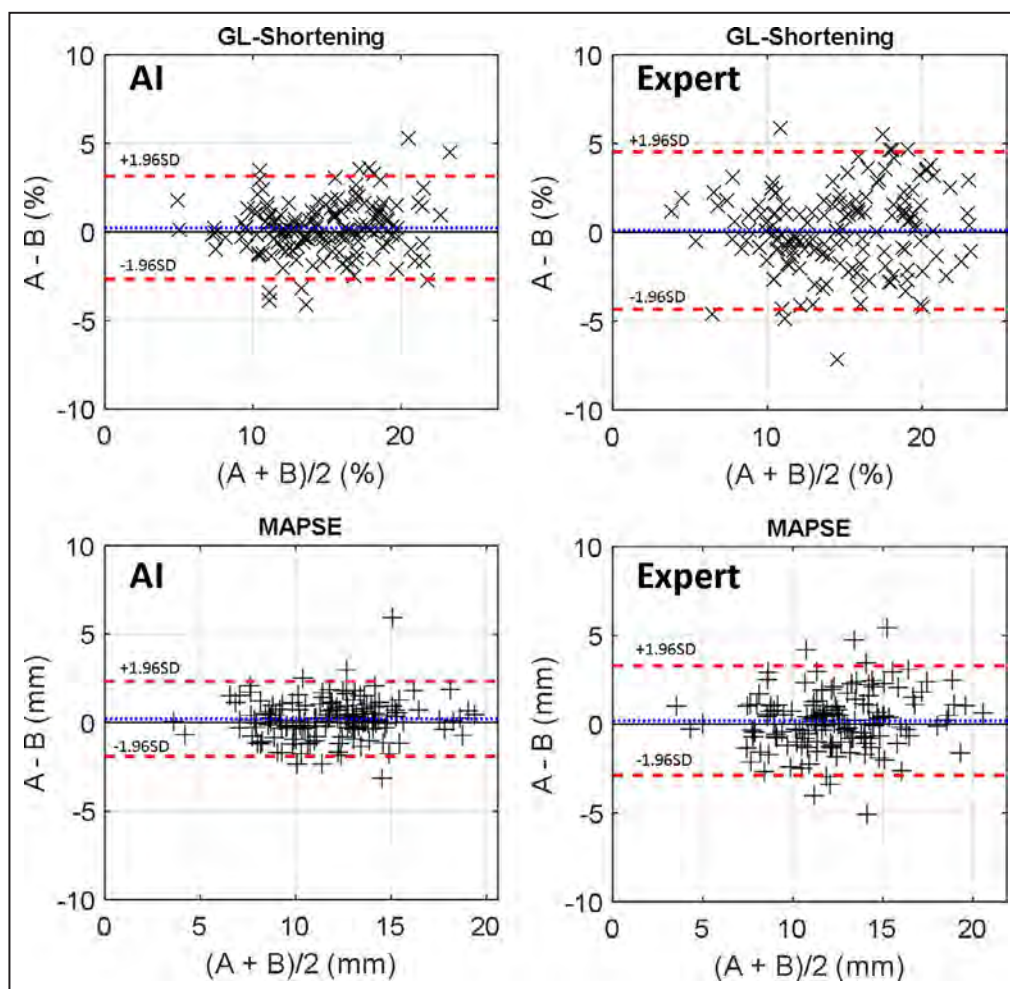 GL-Shortening
AI
10
5
0
-5
-10
+1.96SD
-1.96SD
A - B (%)
0
10
20
(A + B)/2 (%)
GL-Shortening
Expert
10
5
0
-5
-10
+1.96SD
-1.96SD
A - B (%)
0
10
20
(A + B)/2 (%)
MAPSE
AI
10
5
0
-5
-10
+1.96SD
-1.96SD
A - B (mm)
0
5
10
15
20
(A + B)/2 (mm)
MAPSE
Expert
10
5
0
-5
-10
+1.96SD
-1.96SD
A - B (mm)
0
5
10
15
20
(A + B)/2 (mm)